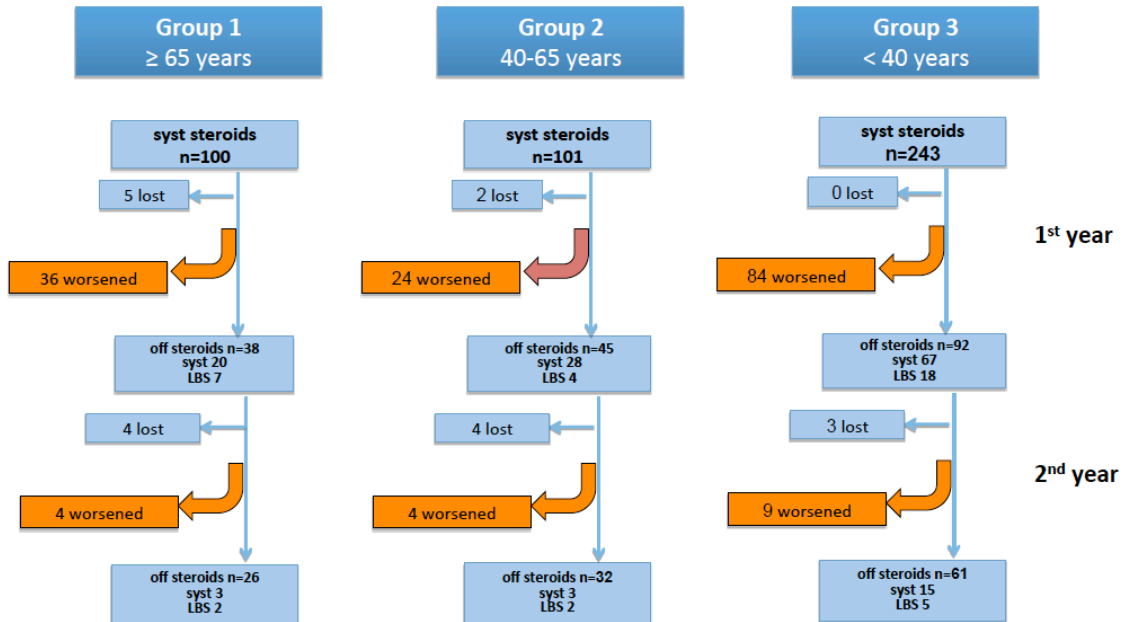 Group 1
≥ 65 years
Group 2
40-65 years
Group 3
< 40 years
syst steroids
n=100
syst steroids
n=101
syst steroids
n=243
5 lost
2 lost
0 lost
1st year
36 worsened
24 worsened
84 worsened
off steroids n=38
syst 20
LBS 7
off steroids n=45
syst 28
LBS 4
off steroids n=92
syst 67
LBS 18
4 lost
4 lost
3 lost
2nd year
4 worsened
4 worsened
9 worsened
off steroids n=26
syst 3
LBS 2
off steroids n=32
syst 3
LBS 2
off steroids n=61
syst 15
LBS 5